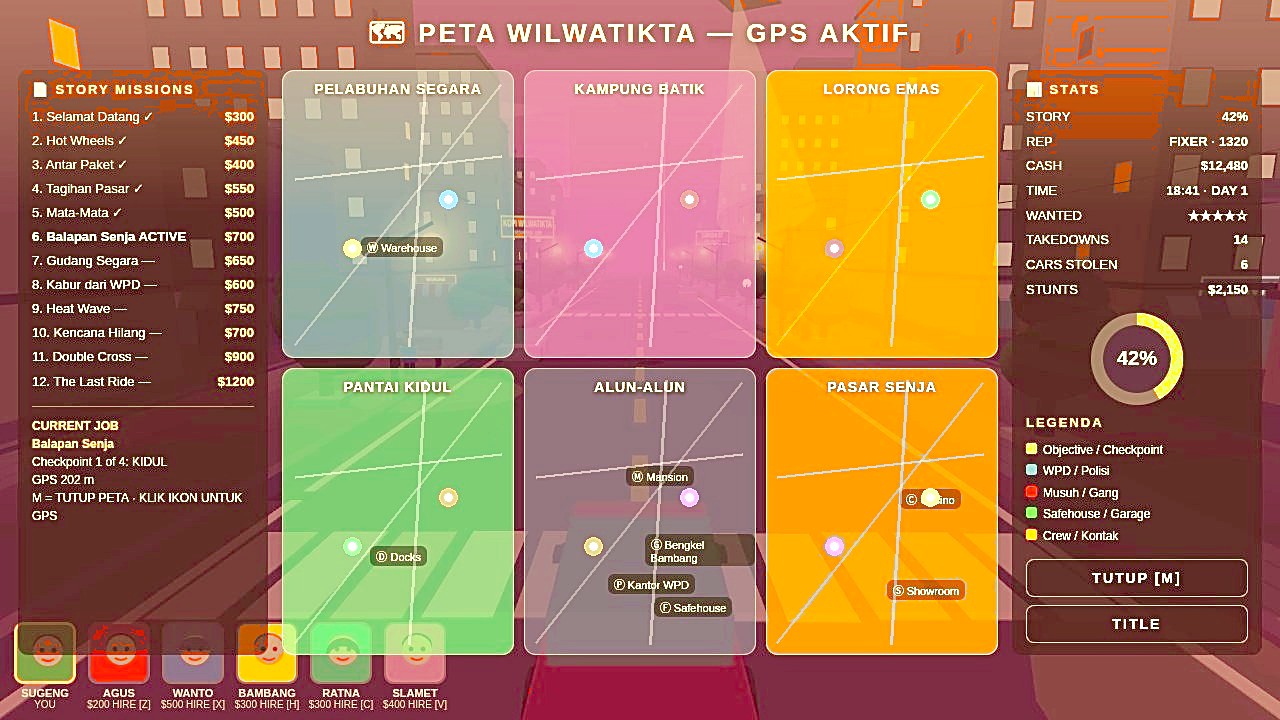 PETA WILWATIKTA — GPS AKTIF
STORY MISSIONS
1. Selamat Datang ✓ $300
2. Hot Wheels ✓ $450
3. Antar Paket ✓ $400
4. Tagihan Pasar ✓ $550
5. Mata-Mata ✓ $500
6. Balapan Senja ACTIVE $700
7. Gudang Segara — $650
8. Kabur dari WPD — $600
9. Heat Wave — $750
10. Kencana Hilang — $700
11. Double Cross — $900
12. The Last Ride — $1200
CURRENT JOB
Balapan Senja
Checkpoint 1 of 4: KIDUL
GPS 202 m
M = TUTUP PETA · KLIK IKON UNTUK
GPS
PELABUHAN SEGARA
Ⓦ Warehouse
KAMPUNG BATIK
LORONG EMAS
PANTAI KIDUL
Ⓓ Docks
ALUN-ALUN
Ⓜ Mansion
Ⓖ Bengkel
Bambang
Ⓟ Kantor WPD
Ⓕ Safehouse
PASAR SENJA
Ⓢ Showroom
STATS
STORY 42%
REP FIXER · 1320
CASH $12,480
TIME 18:41 · DAY 1
WANTED ★★★★☆
TAKEDOWNS 14
CARS STOLEN 6
STUNTS $2,150
42%
LEGENDA
Objective / Checkpoint
WPD / Polisi
Musuh / Gang
Safehouse / Garage
Crew / Kontak
TUTUP [M]
TITLE
SUGENG
YOU
AGUS
$200 HIRE [Z]
WANTO
$500 HIRE [X]
BAMBANG
$300 HIRE [H]
RATNA
$300 HIRE [C]
SLAMET
$400 HIRE [V]